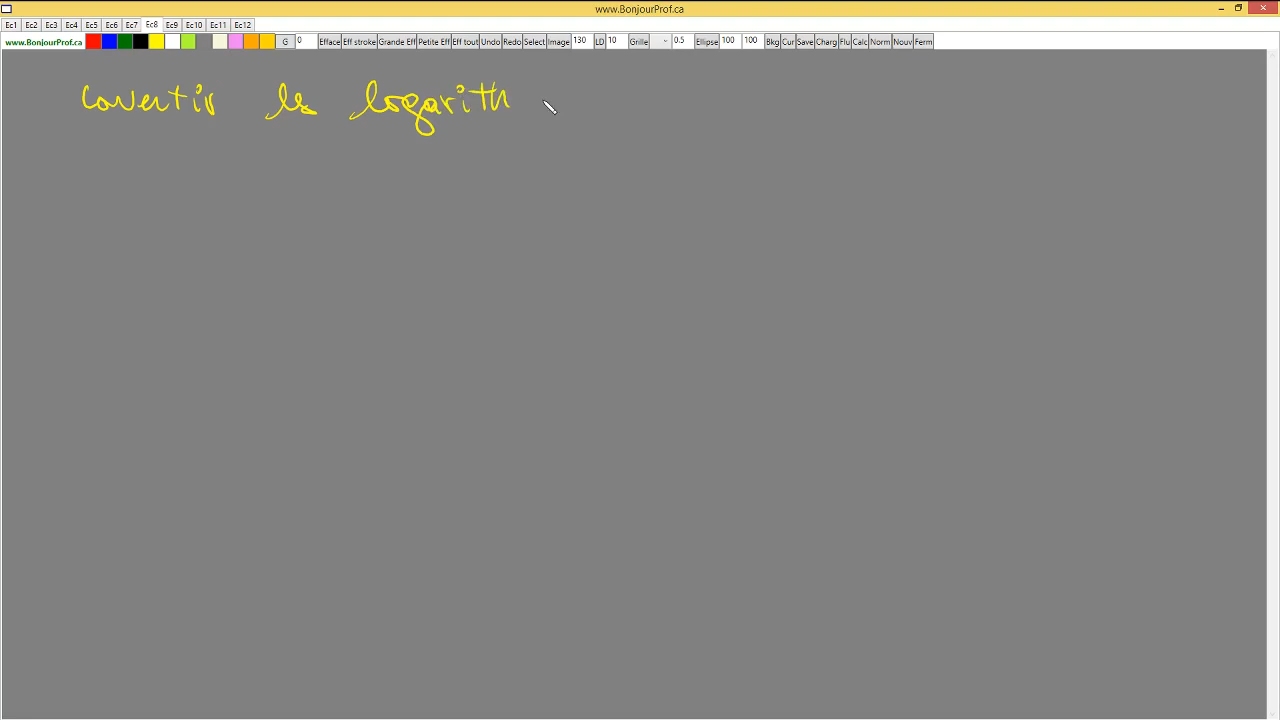 www.BonjourProf.ca
Ec1 Ec2 Ec3 Ec4 Ec5 Ec6 Ec7 Ec8 Ec9 Ec10 Ec11 Ec12
www.BonjourProf.ca G 0 Efface Eff stroke Grande Eff Petite Eff Eff tout Undo Redo Select Image 130 LD 10 Grille 0.5 Ellipse 100 100 Bkg Cur Save Charg Flu Calc Norm Nouv Ferm
Convertir les logarith